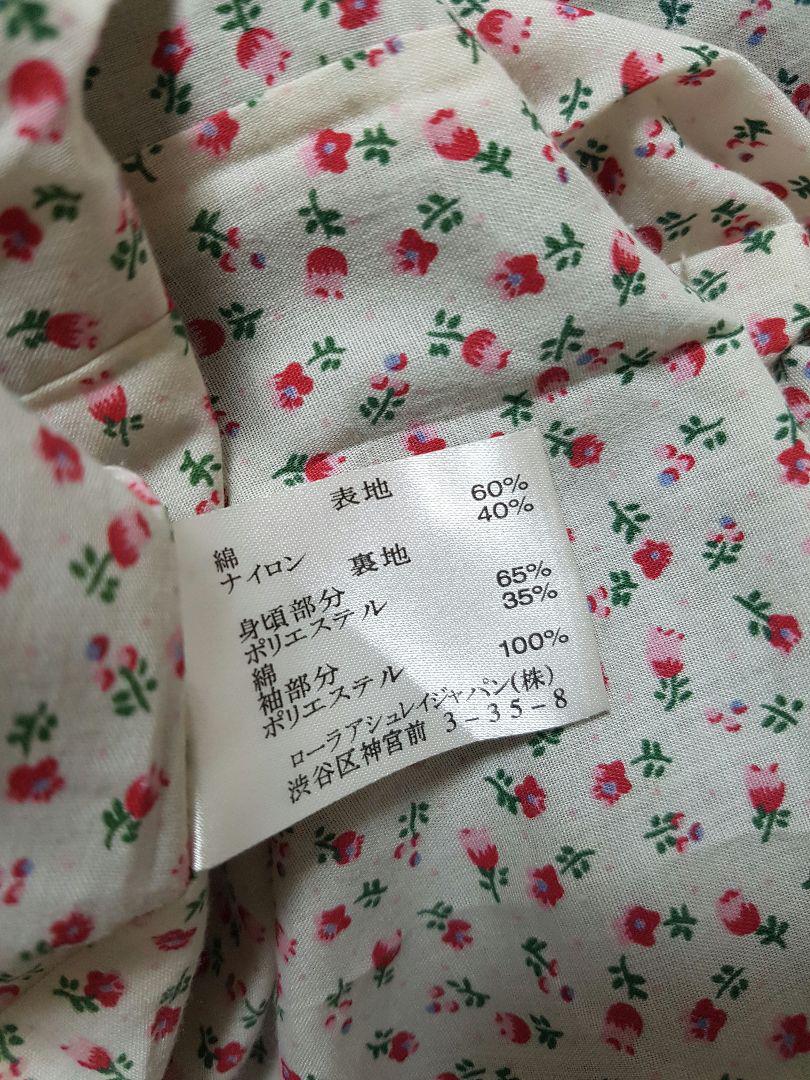 表地
綿 60%
ナイロン 40%
裏地
身頃部分
ポリエステル 65%
綿 35%
袖部分
ポリエステル 100%
ローラアシュレイジャパン(株)
渋谷区神宮前 3-35-8